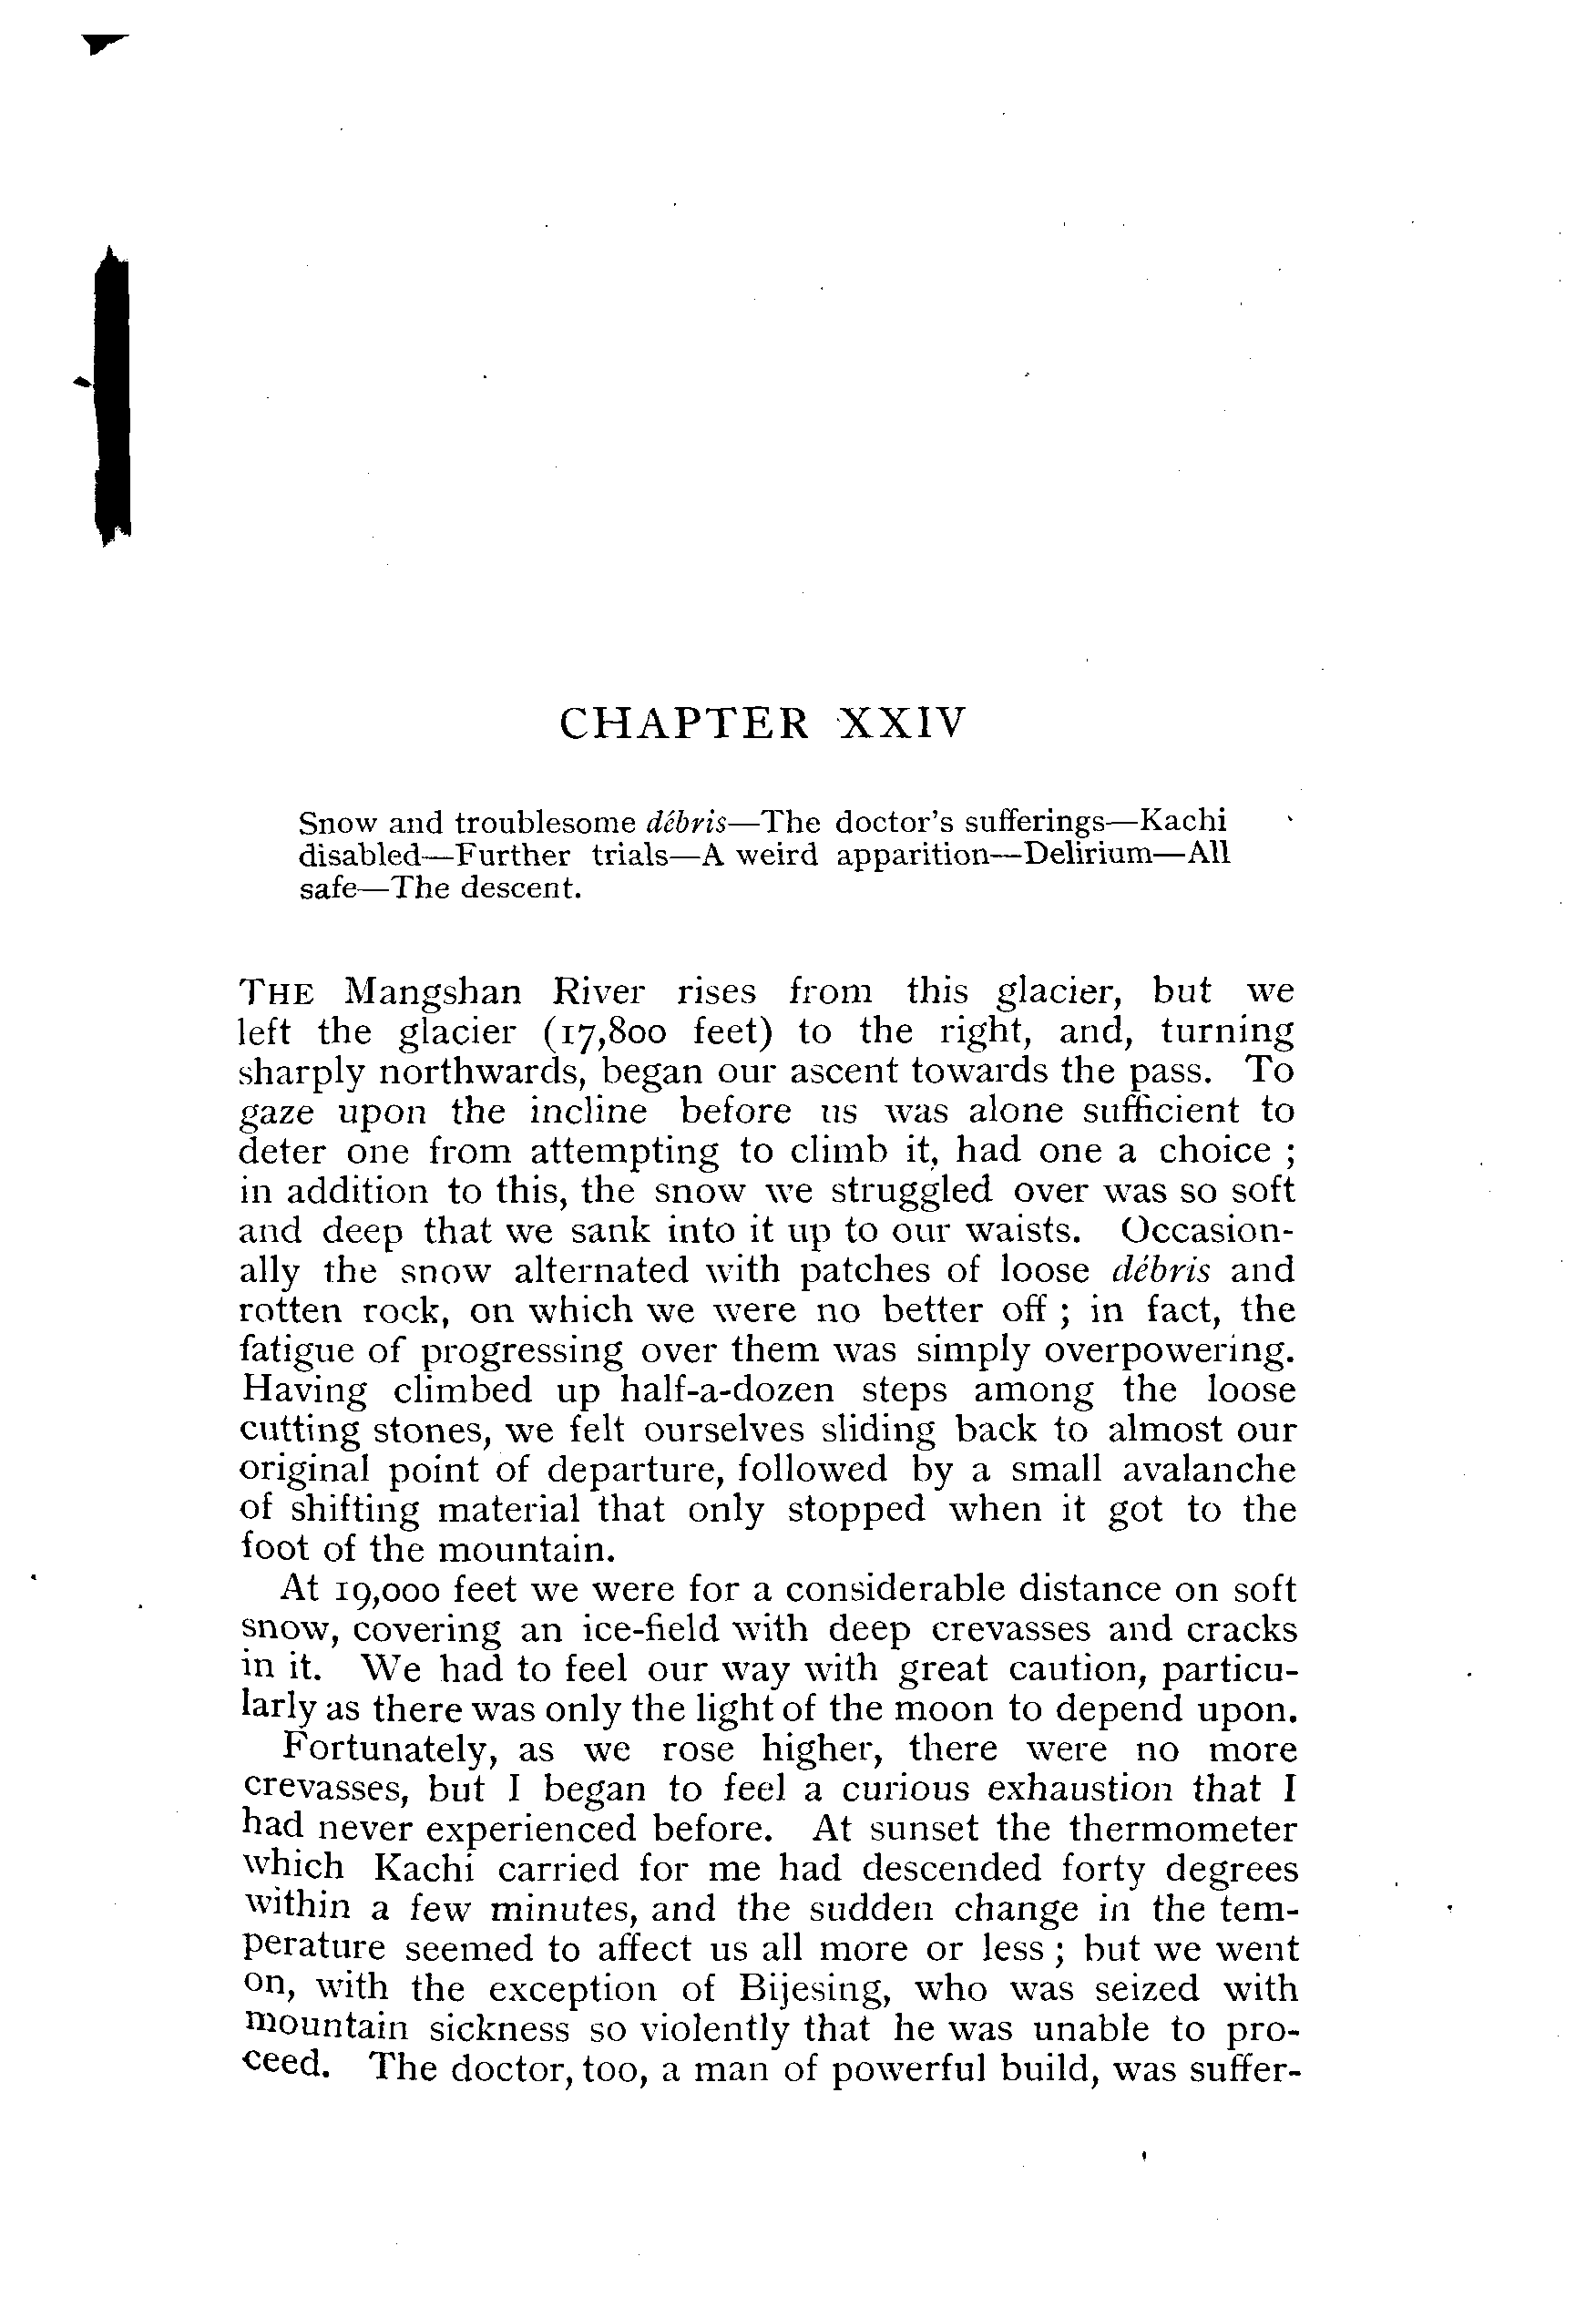 CHAPTER XXIV
Snow and troublesome débris—The doctor's sufferings—Kachi
disabled—Further trials—A weird apparition—Delirium—All
safe—The descent.
THE Mangshan River rises from this glacier, but we
left the glacier (17,800 feet) to the right, and, turning
sharply northwards, began our ascent towards the pass. To
gaze upon the incline before us was alone sufficient to
deter one from attempting to climb it, had one a choice ;
in addition to this, the snow we struggled over was so soft
and deep that we sank into it up to our waists. Occasion-
ally the snow alternated with patches of loose débris and
rotten rock, on which we were no better off ; in fact, the
fatigue of progressing over them was simply overpowering.
Having climbed up half-a-dozen steps among the loose
cutting stones, we felt ourselves sliding back to almost our
original point of departure, followed by a small avalanche
of shifting material that only stopped when it got to the
foot of the mountain.
At 19,000 feet we were for a considerable distance on soft
snow, covering an ice-field with deep crevasses and cracks
in it. We had to feel our way with great caution, particu-
larly as there was only the light of the moon to depend upon.
Fortunately, as we rose higher, there were no more
crevasses, but I began to feel a curious exhaustion that I
had never experienced before. At sunset the thermometer
which Kachi carried for me had descended forty degrees
within a few minutes, and the sudden change in the tem-
perature seemed to affect us all more or less ; but we went
on, with the exception of Bijesing, who was seized with
mountain sickness so violently that he was unable to pro-
ceed. The doctor, too, a man of powerful build, was suffer-